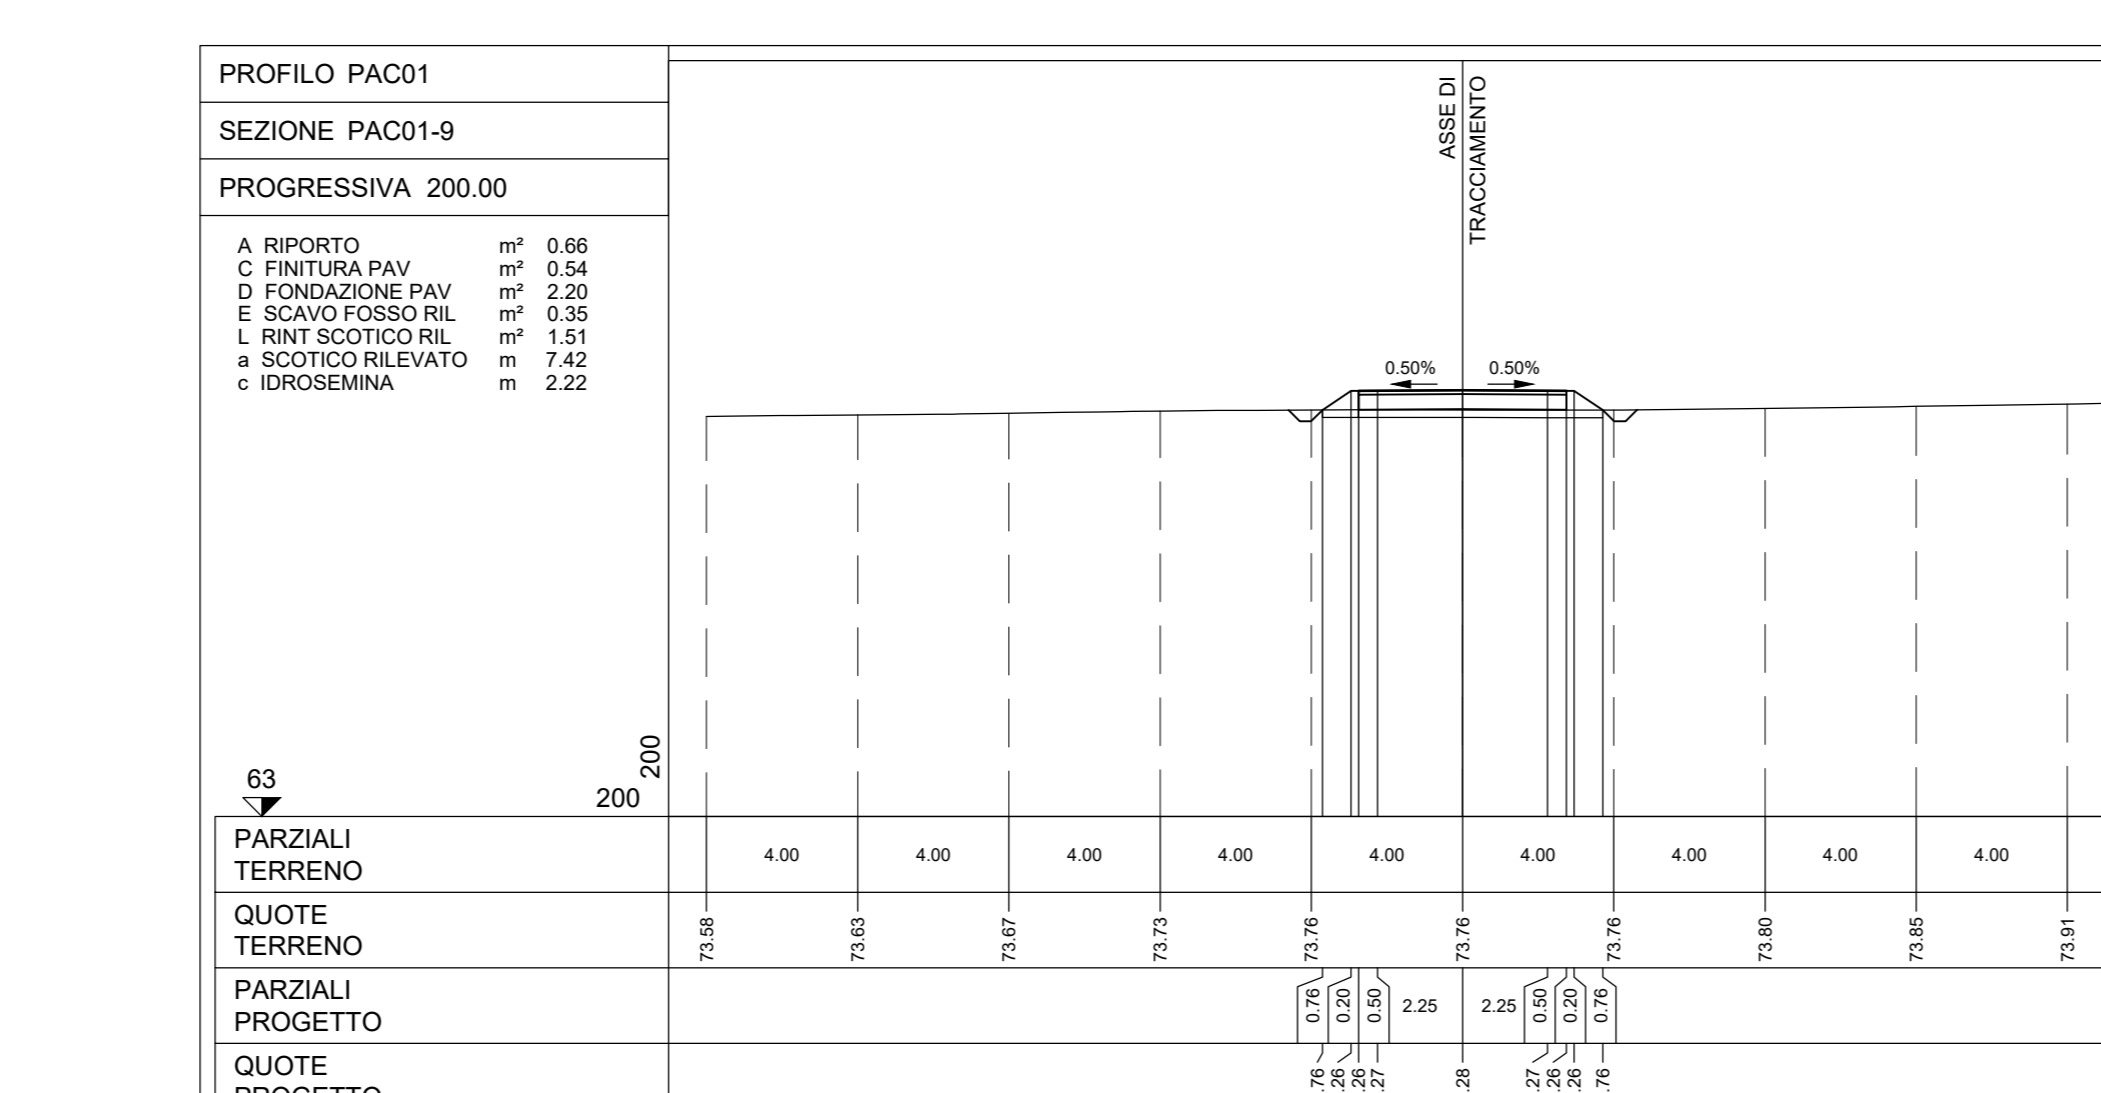 PROFILO PAC01
SEZIONE PAC01-9
PROGRESSIVA 200.00
A RIPORTO m² 0.66
C FINITURA PAV m² 0.54
D FONDAZIONE PAV m² 2.20
E SCAVO FOSSO RIL m² 0.35
L RINT SCOTICO RIL m² 1.51
a SCOTICO RILEVATO m 7.42
c IDROSEMINA m 2.22
ASSE DI
TRACCIAMENTO
0.50% 0.50%
63
200
200
PARZIALI
TERRENO
4.00 4.00 4.00 4.00 4.00 4.00 4.00 4.00 4.00
QUOTE
TERRENO
73.58 73.63 73.67 73.73 73.76 73.76 73.76 73.80 73.85 73.91
PARZIALI
PROGETTO
0.76 0.20 0.50 2.25 2.25 0.50 0.20 0.76
QUOTE
PROGETTO
.76 .26 .26 .27 .28 .27 .26 .26 .76